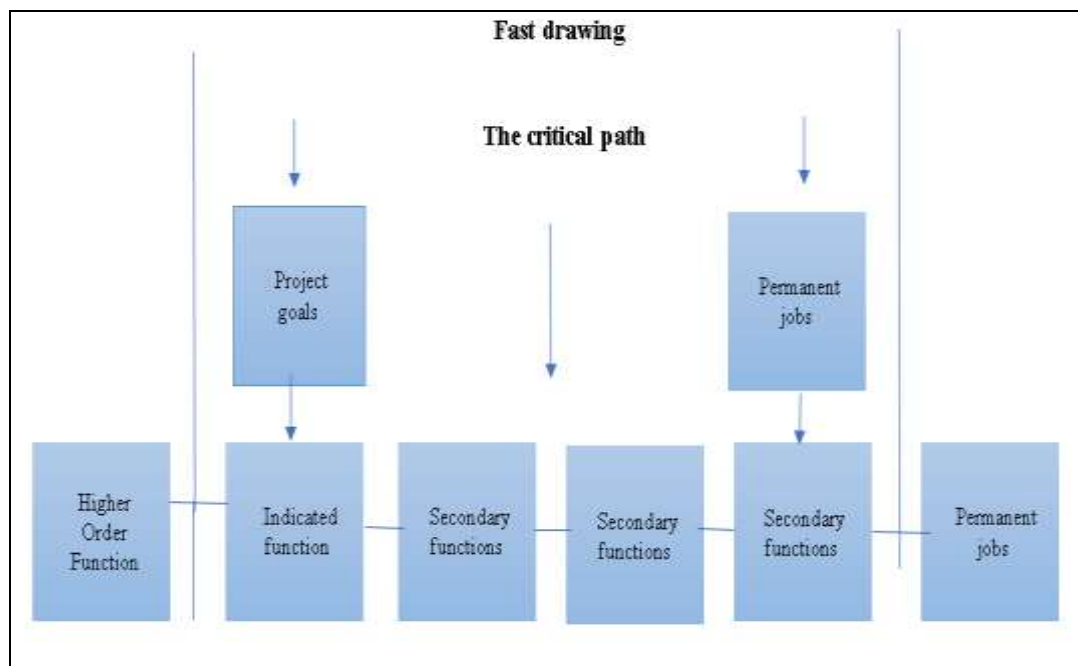 Fast drawing
The critical path
Project
goals
Permanent
jobs
Higher
Order
Function
Indicated
function
Secondary
functions
Secondary
functions
Secondary
functions
Permanent
jobs